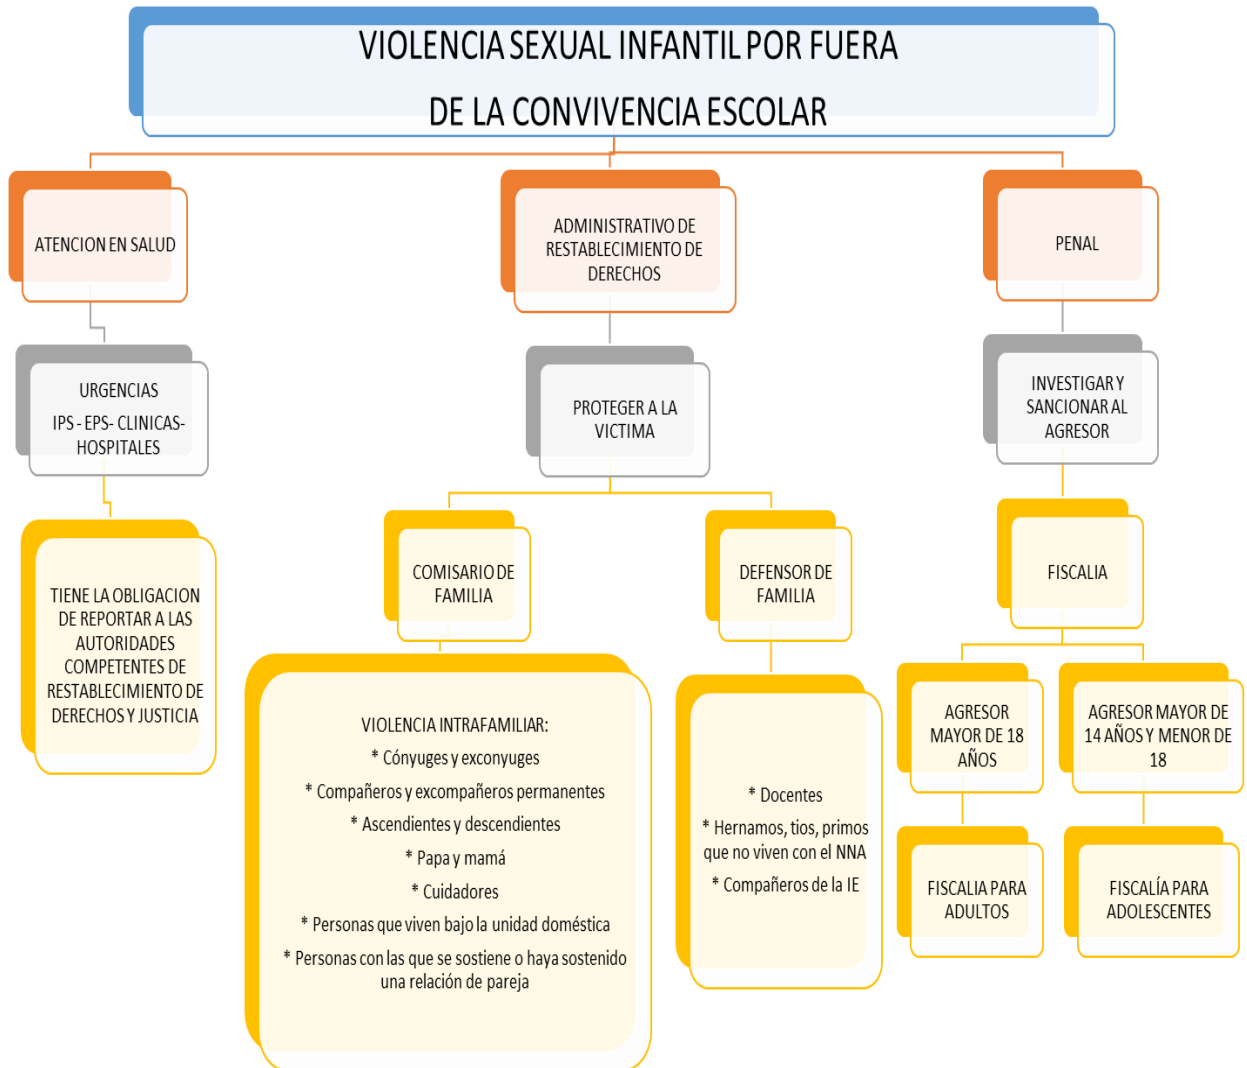 VIOLENCIA SEXUAL INFANTIL POR FUERA
DE LA CONVIVENCIA ESCOLAR
ATENCION EN SALUD
ADMINISTRATIVO DE
RESTABLECIMIENTO DE
DERECHOS
PENAL
URGENCIAS
IPS - EPS- CLINICAS-
HOSPITALES
PROTEGER A LA
VICTIMA
INVESTIGAR Y
SANCIONAR AL
AGRESOR
TIENE LA OBLIGACION
DE REPORTAR A LAS
AUTORIDADES
COMPETENTES DE
RESTABLECIMIENTO DE
DERECHOS Y JUSTICIA
COMISARIO DE
FAMILIA
DEFENSOR DE
FAMILIA
FISCALIA
VIOLENCIA INTRAFAMILIAR:
* Cónyuges y exconyuges
* Compañeros y excompañeros permanentes
* Ascendientes y descendientes
* Papa y mamá
* Cuidadores
* Personas que viven bajo la unidad doméstica
* Personas con las que se sostiene o haya sostenido
una relación de pareja
* Docentes
* Hernamos, tios, primos
que no viven con el NNA
* Compañeros de la IE
AGRESOR
MAYOR DE 18
AÑOS
AGRESOR MAYOR DE
14 AÑOS Y MENOR DE
18
FISCALIA PARA
ADULTOS
FISCALÍA PARA
ADOLESCENTES